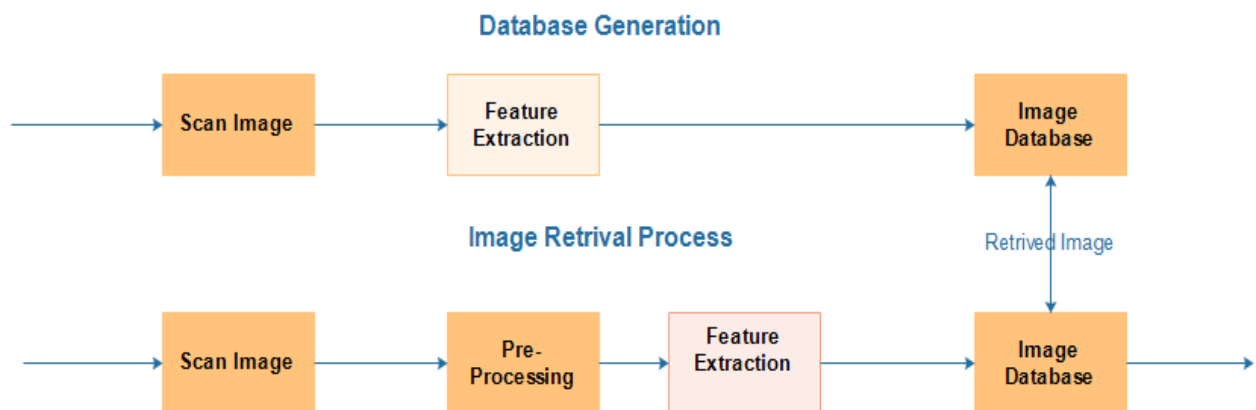 Database Generation
Scan Image
Feature
Extraction
Image
Database
Image Retrival Process
Retrived Image
Scan Image
Pre-
Processing
Feature
Extraction
Image
Database